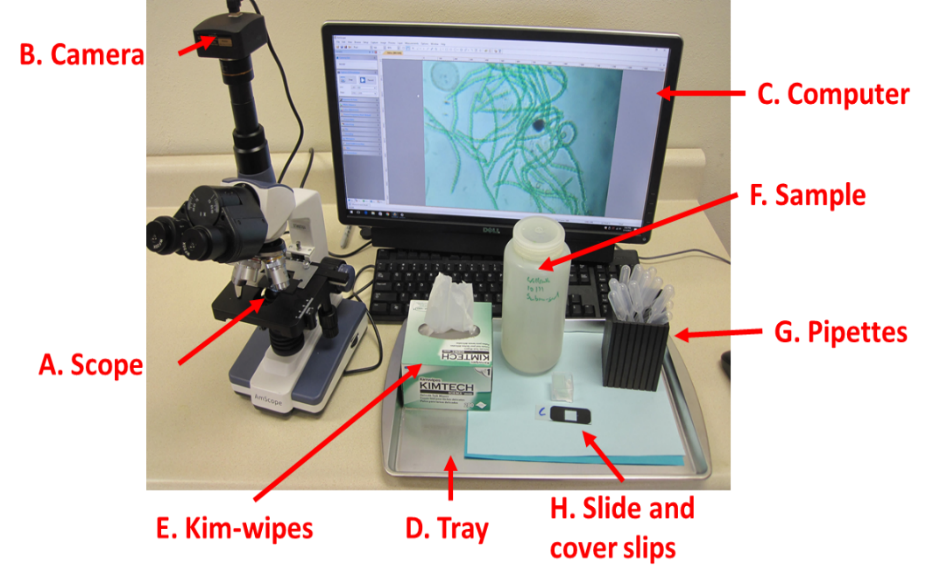 B. Camera
C. Computer
F. Sample
DELL
G. Pipettes
A. Scope
KIMTECH
KIMTECH
AmScope
E. Kim-wipes
D. Tray
H. Slide and
cover slips